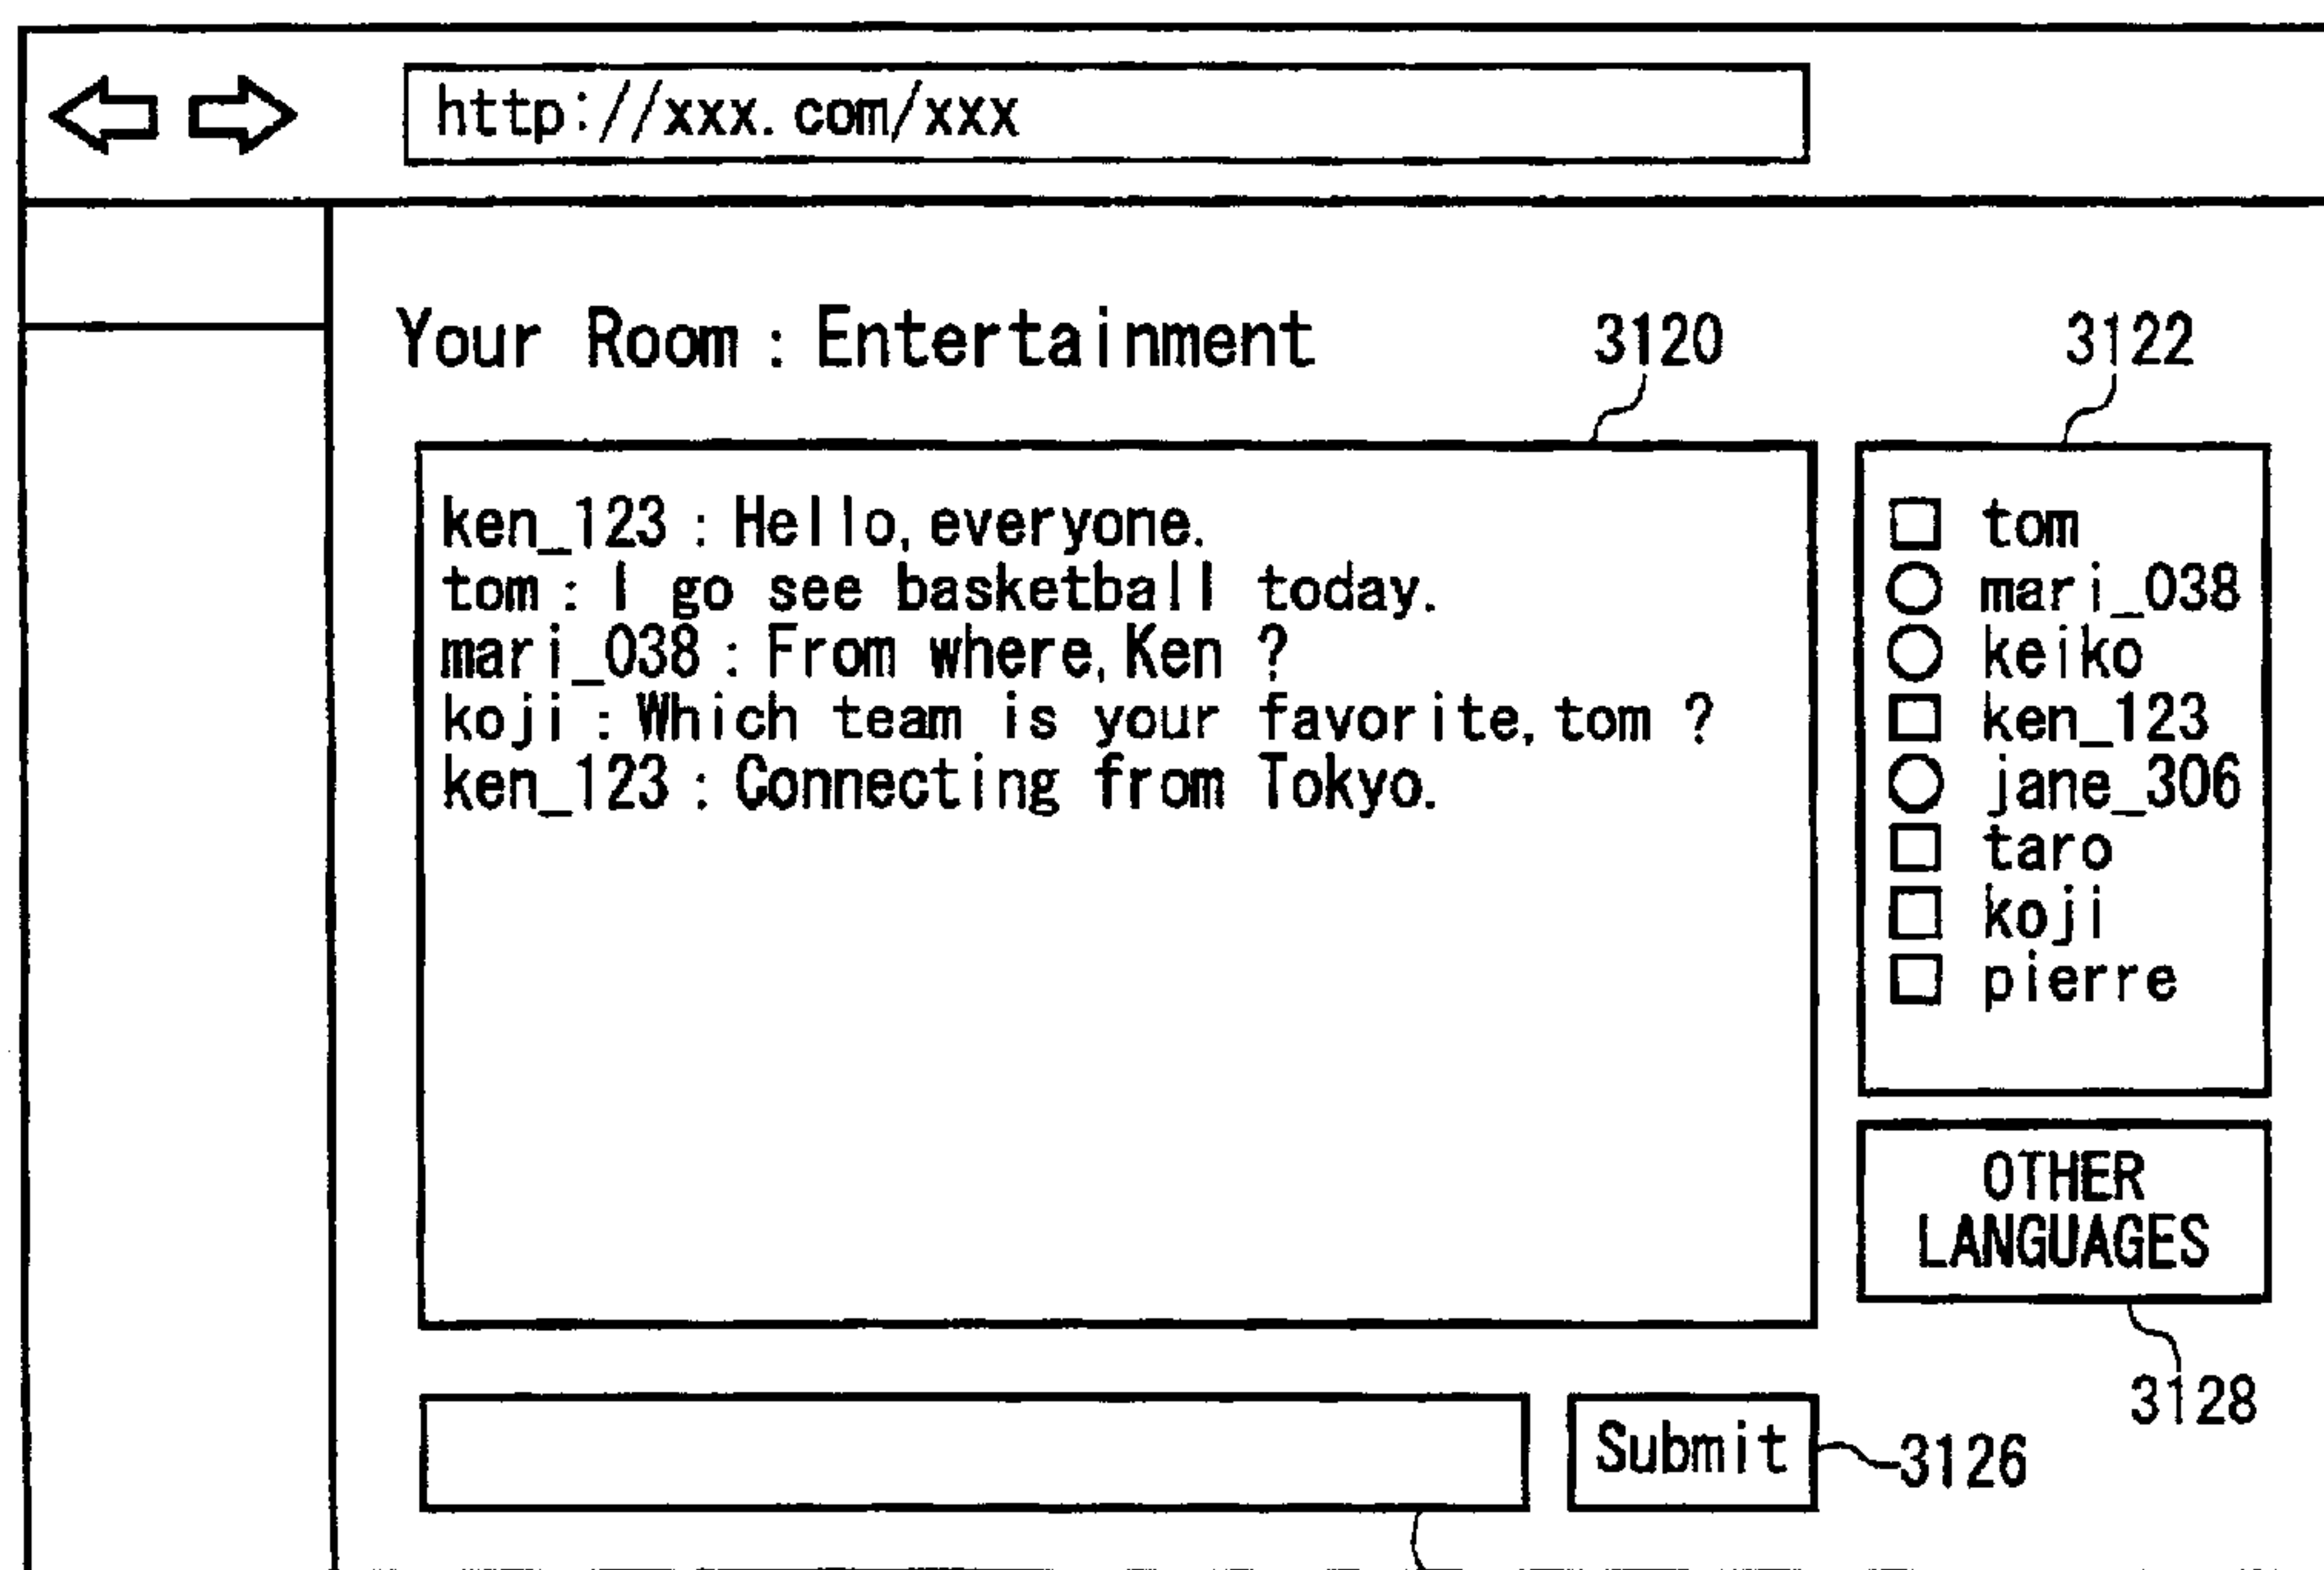 http://xxx.com/xxx
Your Room : Entertainment
3120
3122
ken_123 : Hello, everyone.
tom : I go see basketball today.
mari_038 : From where, Ken ?
koji : Which team is your favorite, tom ?
ken_123 : Connecting from Tokyo.
tom
mari_038
keiko
ken_123
jane_306
taro
koji
pierre
OTHER
LANGUAGES
3128
Submit
3126